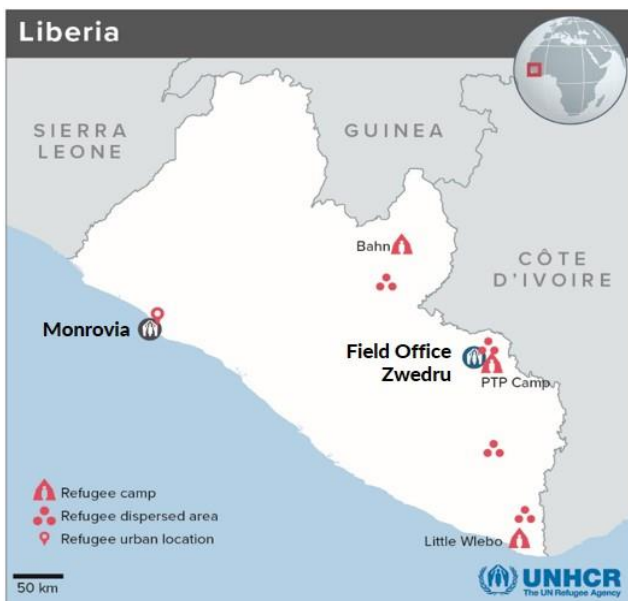 Liberia
SIERRA
LEONE
GUINEA
CÔTE
D'IVOIRE
Bahn
Monrovia
Field Office
Zwedru
PTP Camp
Refugee camp
Refugee dispersed area
Refugee urban location
Little Wlebo
50 km
UNHCR
The UN Refugee Agency